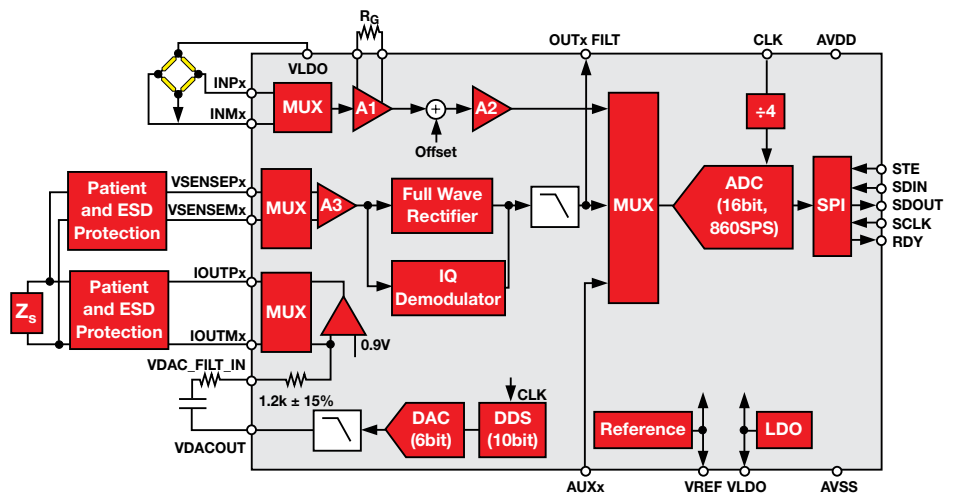 RG
OUTx FILT
CLK
AVDD
VLDO
INPx
INMx
MUX
A1
+
A2
Offset
÷4
Patient
and ESD
Protection
VSENSEPx
VSENSEMx
MUX
A3
Full Wave
Rectifier
MUX
ADC
(16bit,
860SPS)
SPI
STE
SDIN
SDOUT
SCLK
RDY
IQ
Demodulator
Zs
Patient
and ESD
Protection
IOUTPx
IOUTMx
MUX
0.9V
VDAC_FILT_IN
1.2k ± 15%
VDACOUT
DAC
(6bit)
CLK
DDS
(10bit)
Reference
LDO
AUXx
VREF
VLDO
AVSS